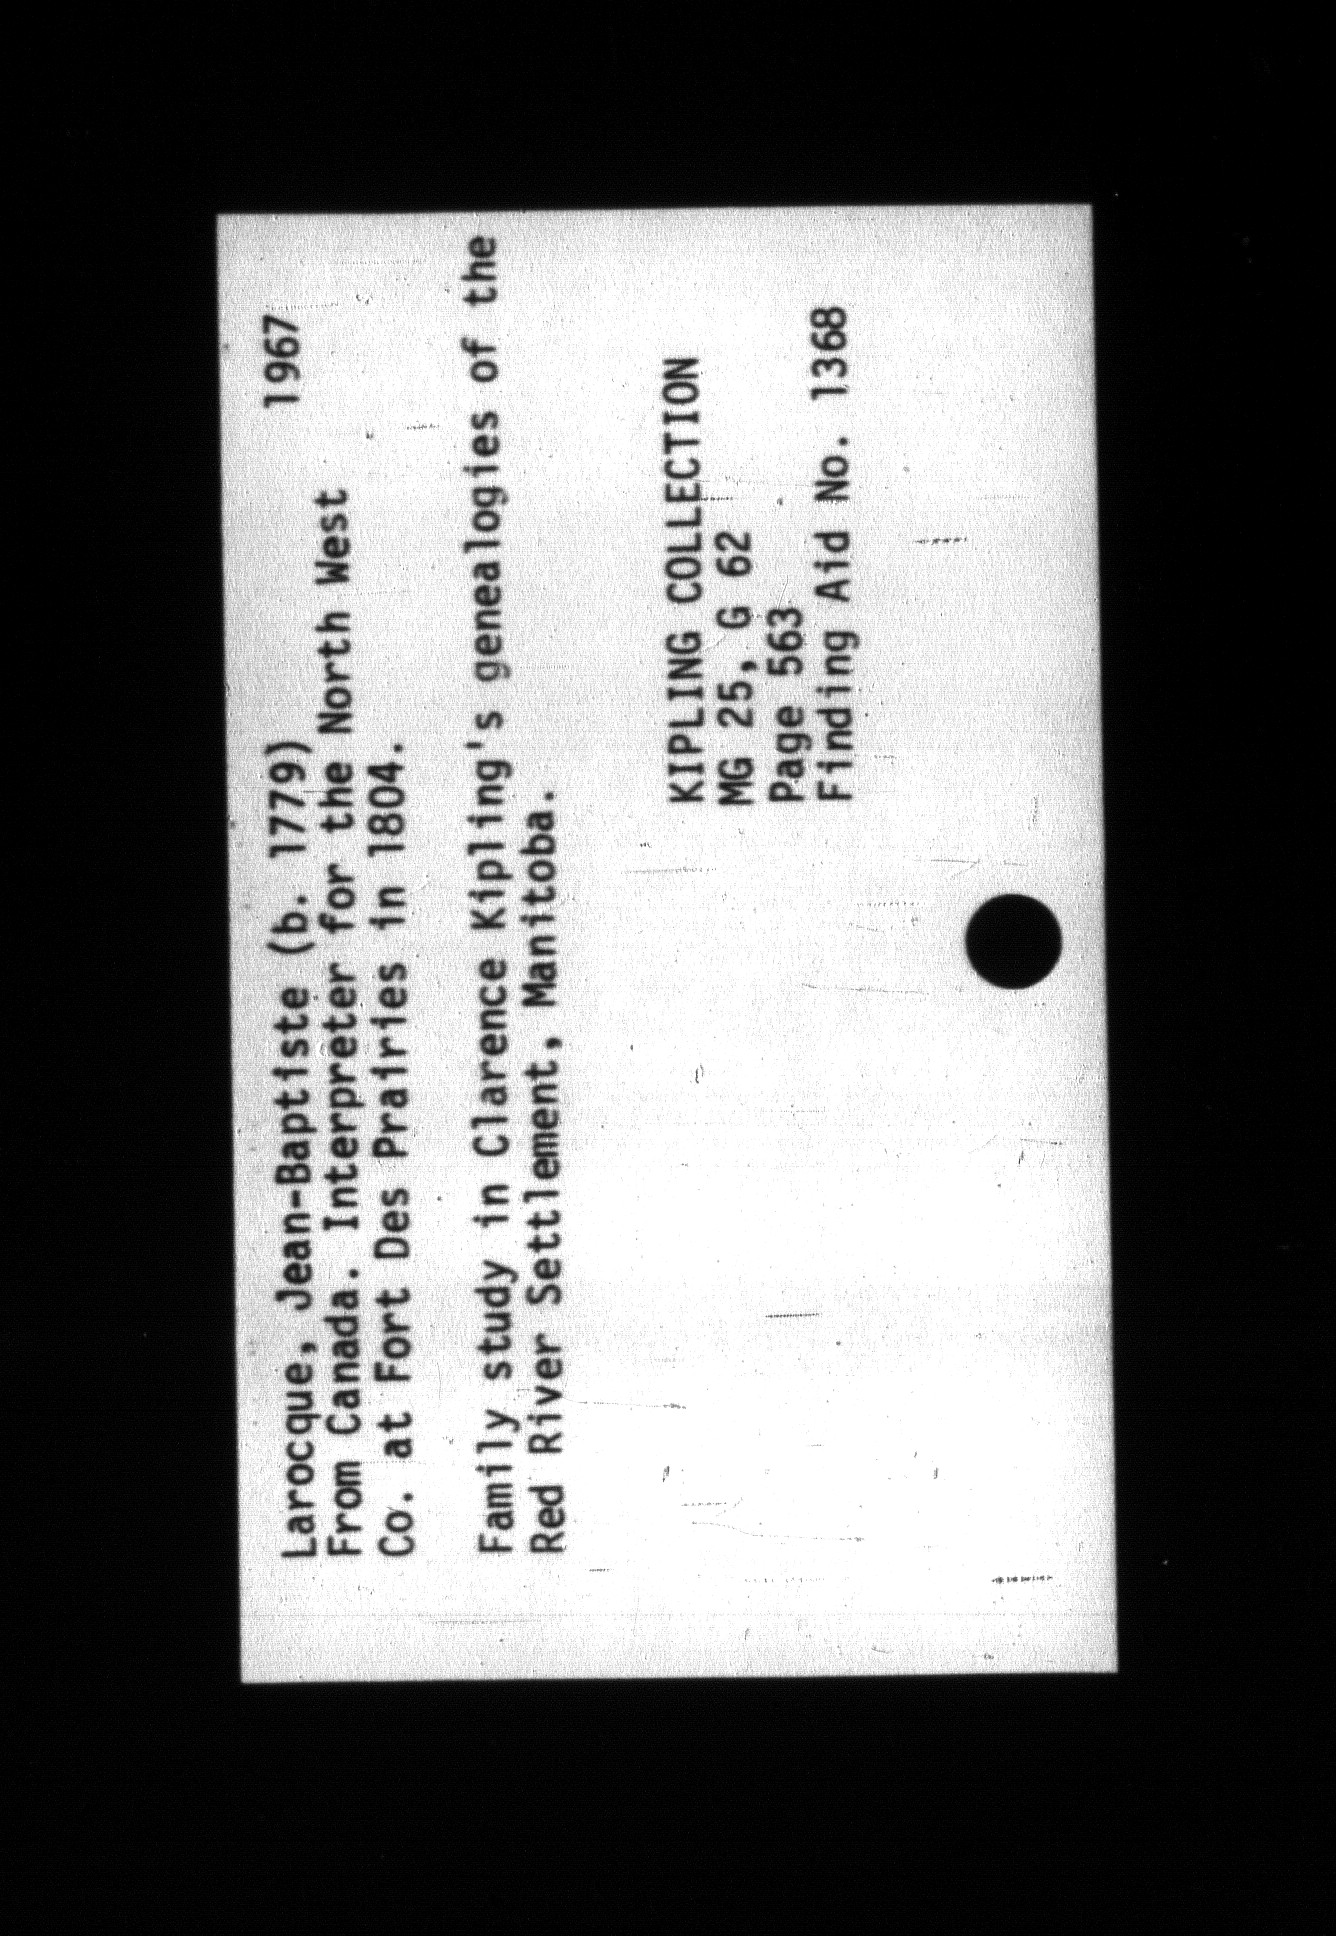 Larocque, Jean-Baptiste (b. 1779) 1967
From Canada. Interpreter for the North West
Co. at Fort Des Prairies in 1804.
Family study in Clarence Kipling's genealogies of the
Red River Settlement, Manitoba.
KIPLING COLLECTION
MG 25, G 62
Page 563
Finding Aid No. 1368